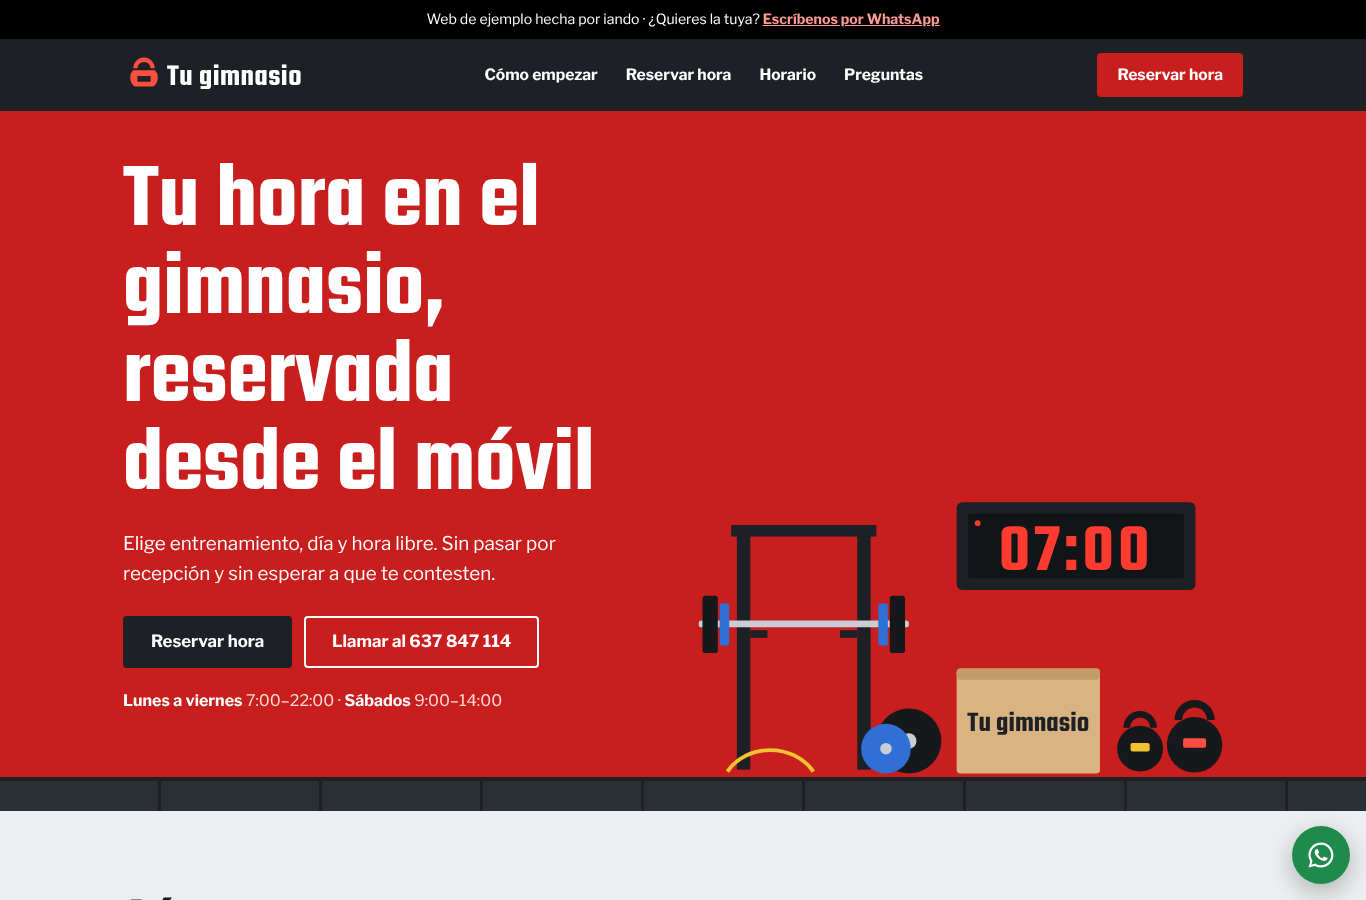 Web de ejemplo hecha por iando · ¿Quieres la tuya? Escríbenos por WhatsApp
Tu gimnasio
Cómo empezar
Reservar hora
Horario
Preguntas
Reservar hora
Tu hora en el
gimnasio,
reservada
desde el móvil
Elige entrenamiento, día y hora libre. Sin pasar por
recepción y sin esperar a que te contesten.
Reservar hora
Llamar al 637 847 114
Lunes a viernes 7:00–22:00 · Sábados 9:00–14:00
07:00
Tu gimnasio